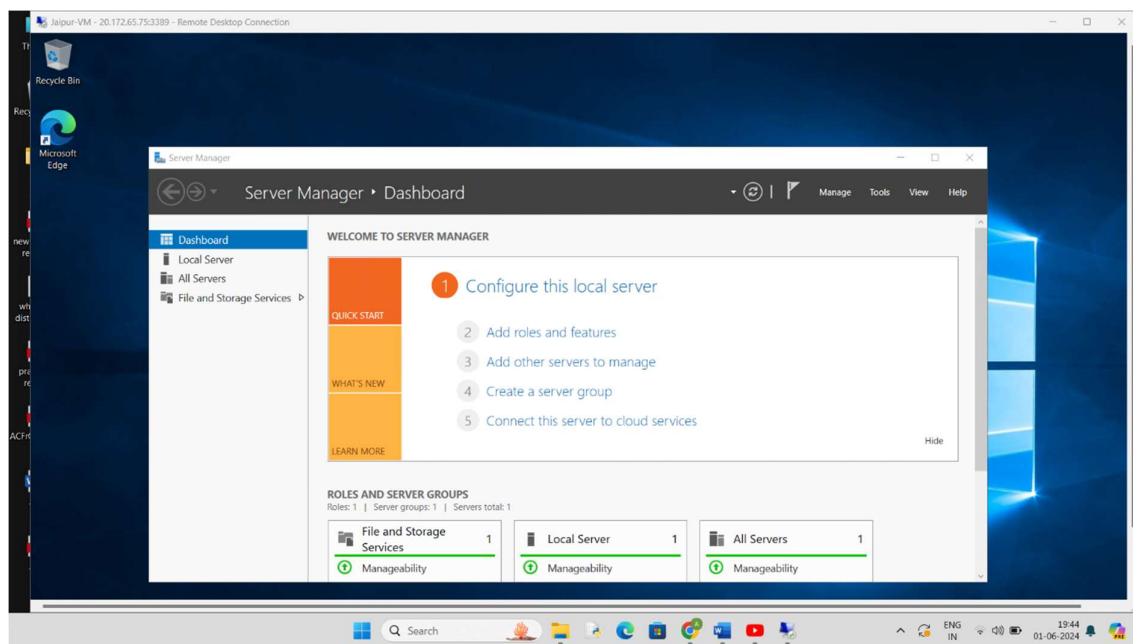 Jaipur-VM - 20.172.65.75:3389 - Remote Desktop Connection
Recycle Bin
Microsoft
Edge
Server Manager
Server Manager • Dashboard
Manage Tools View Help
Dashboard
Local Server
All Servers
File and Storage Services
WELCOME TO SERVER MANAGER
QUICK START
WHAT'S NEW
LEARN MORE
1 Configure this local server
2 Add roles and features
3 Add other servers to manage
4 Create a server group
5 Connect this server to cloud services
Hide
ROLES AND SERVER GROUPS
Roles: 1 | Server groups: 1 | Servers total: 1
File and Storage
Services 1
Manageability
Local Server 1
Manageability
All Servers 1
Manageability
Search
ENG
IN
19:44
01-06-2024